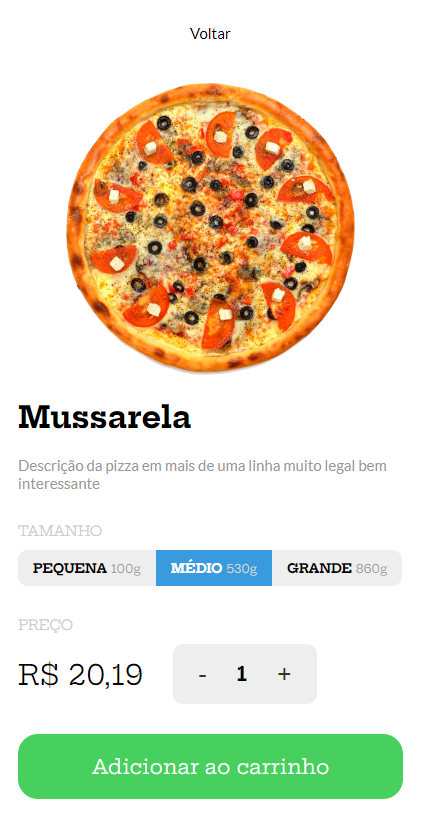 Voltar
Mussarela
Descrição da pizza em mais de uma linha muito legal bem
interessante
TAMANHO
PEQUENA 100g MÉDIO 530g GRANDE 860g
PREÇO
R$ 20,19 - 1 +
Adicionar ao carrinho